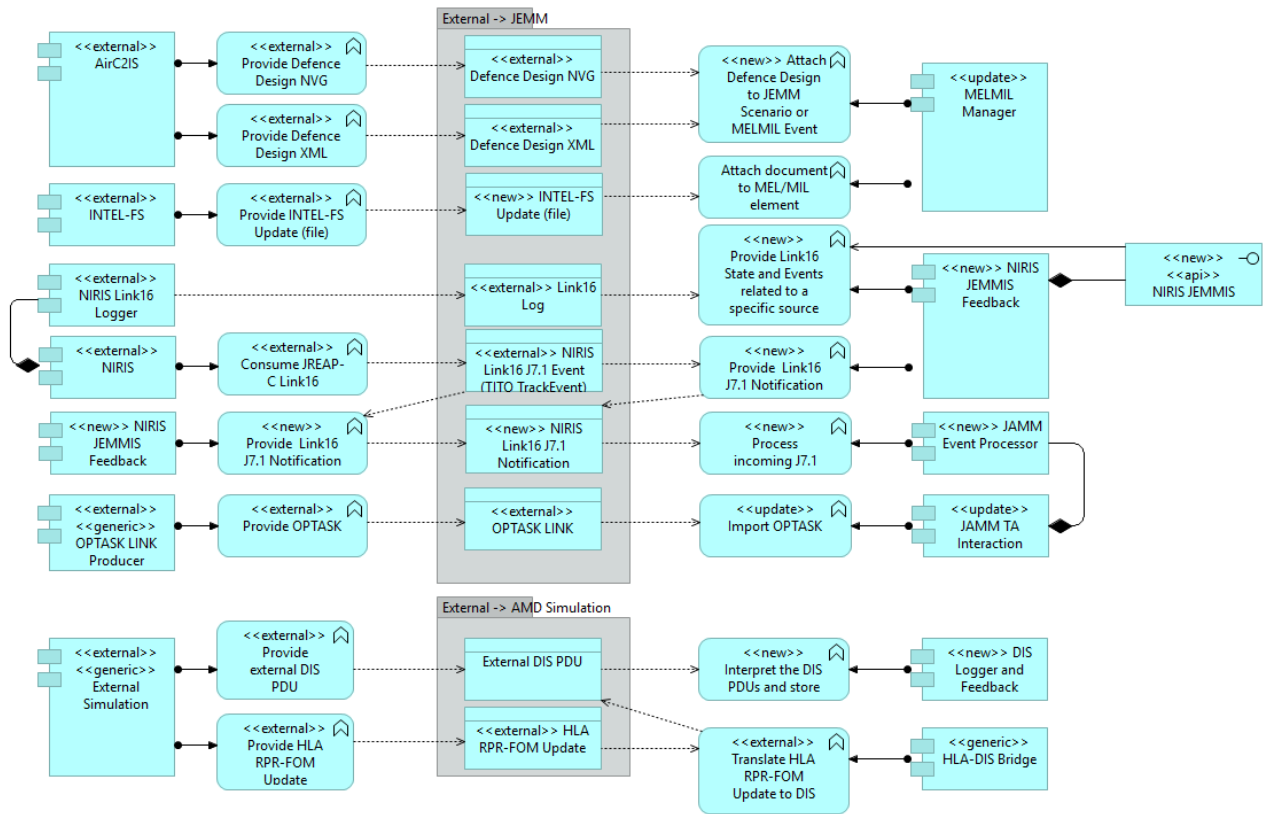 External -> JEMM
<<external>>
AirC2IS
<<external>>
Provide Defence
Design NVG
<<external>>
Defence Design NVG
<<new>> Attach
Defence Design
to JEMM
Scenario or
MELMIL Event
<<update>>
MELMIL
Manager
<<external>>
Provide Defence
Design XML
<<external>>
Defence Design XML
<<external>>
INTEL-FS
<<external>>
Provide INTEL-FS
Update (file)
<<new>> INTEL-FS
Update (file)
Attach document
to MEL/MIL
element
<<external>>
NIRIS Link16
Logger
<<external>> Link16
Log
<<new>>
Provide Link16
State and Events
related to a
specific source
<<new>> NIRIS
JEMMIS
Feedback
<<new>>
<<api>>
NIRIS JEMMIS
<<external>>
NIRIS
<<external>>
Consume JREAP-
C Link16
<<external>> NIRIS
Link16 J7.1 Event
(TITO TrackEvent)
<<new>>
Provide Link16
J7.1 Notification
<<new>> NIRIS
JEMMIS
Feedback
<<new>>
Provide Link16
J7.1 Notification
<<new>> NIRIS
Link16 J7.1
Notification
<<new>>
Process
incoming J7.1
<<new>> JAMM
Event Processor
<<external>>
<<generic>>
OPTASK LINK
Producer
<<external>>
Provide OPTASK
<<external>>
OPTASK LINK
<<update>>
Import OPTASK
<<update>>
JAMM TA
Interaction
External -> AMD Simulation
<<external>>
<<generic>>
External
Simulation
<<external>>
Provide
external DIS
PDU
External DIS PDU
<<new>>
Interpret the DIS
PDUs and store
<<new>> DIS
Logger and
Feedback
<<external>>
Provide HLA
RPR-FOM
Update
<<external>> HLA
RPR-FOM Update
<<external>>
Translate HLA
RPR-FOM
Update to DIS
<<generic>>
HLA-DIS Bridge